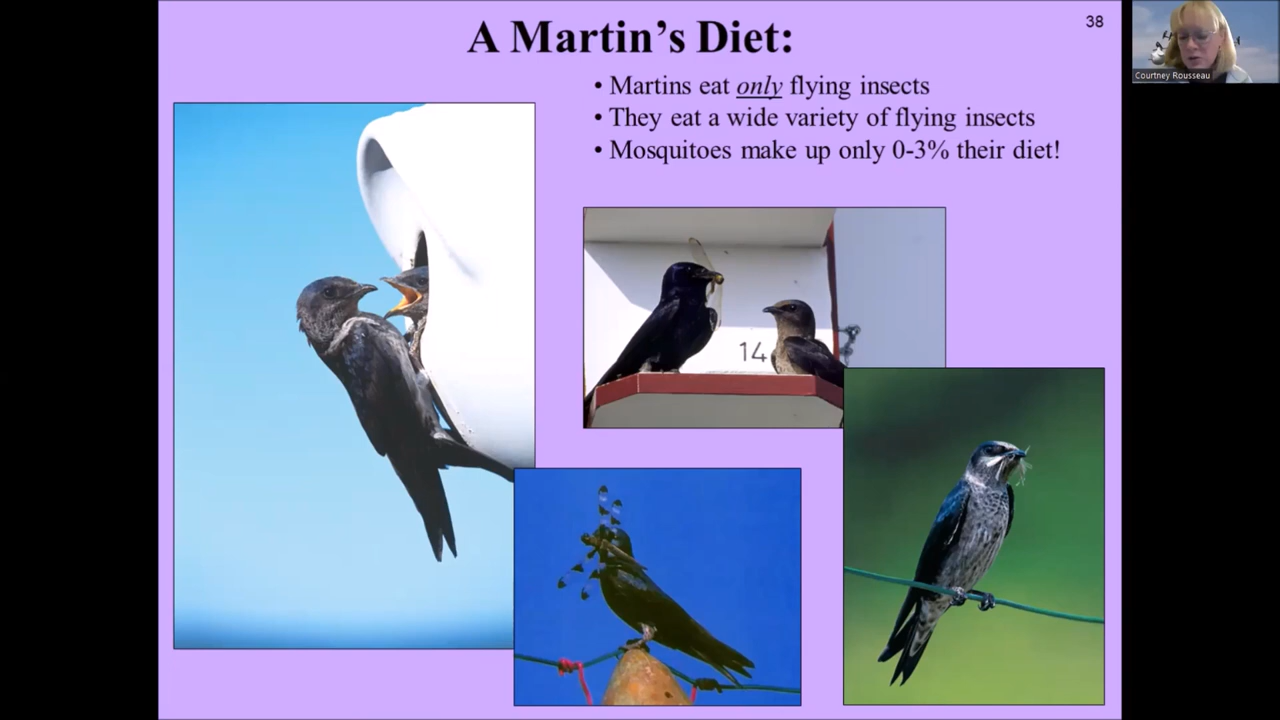 38
A Martin's Diet:
• Martins eat only flying insects
• They eat a wide variety of flying insects
• Mosquitoes make up only 0-3% their diet!
14
Courtney Rousseau